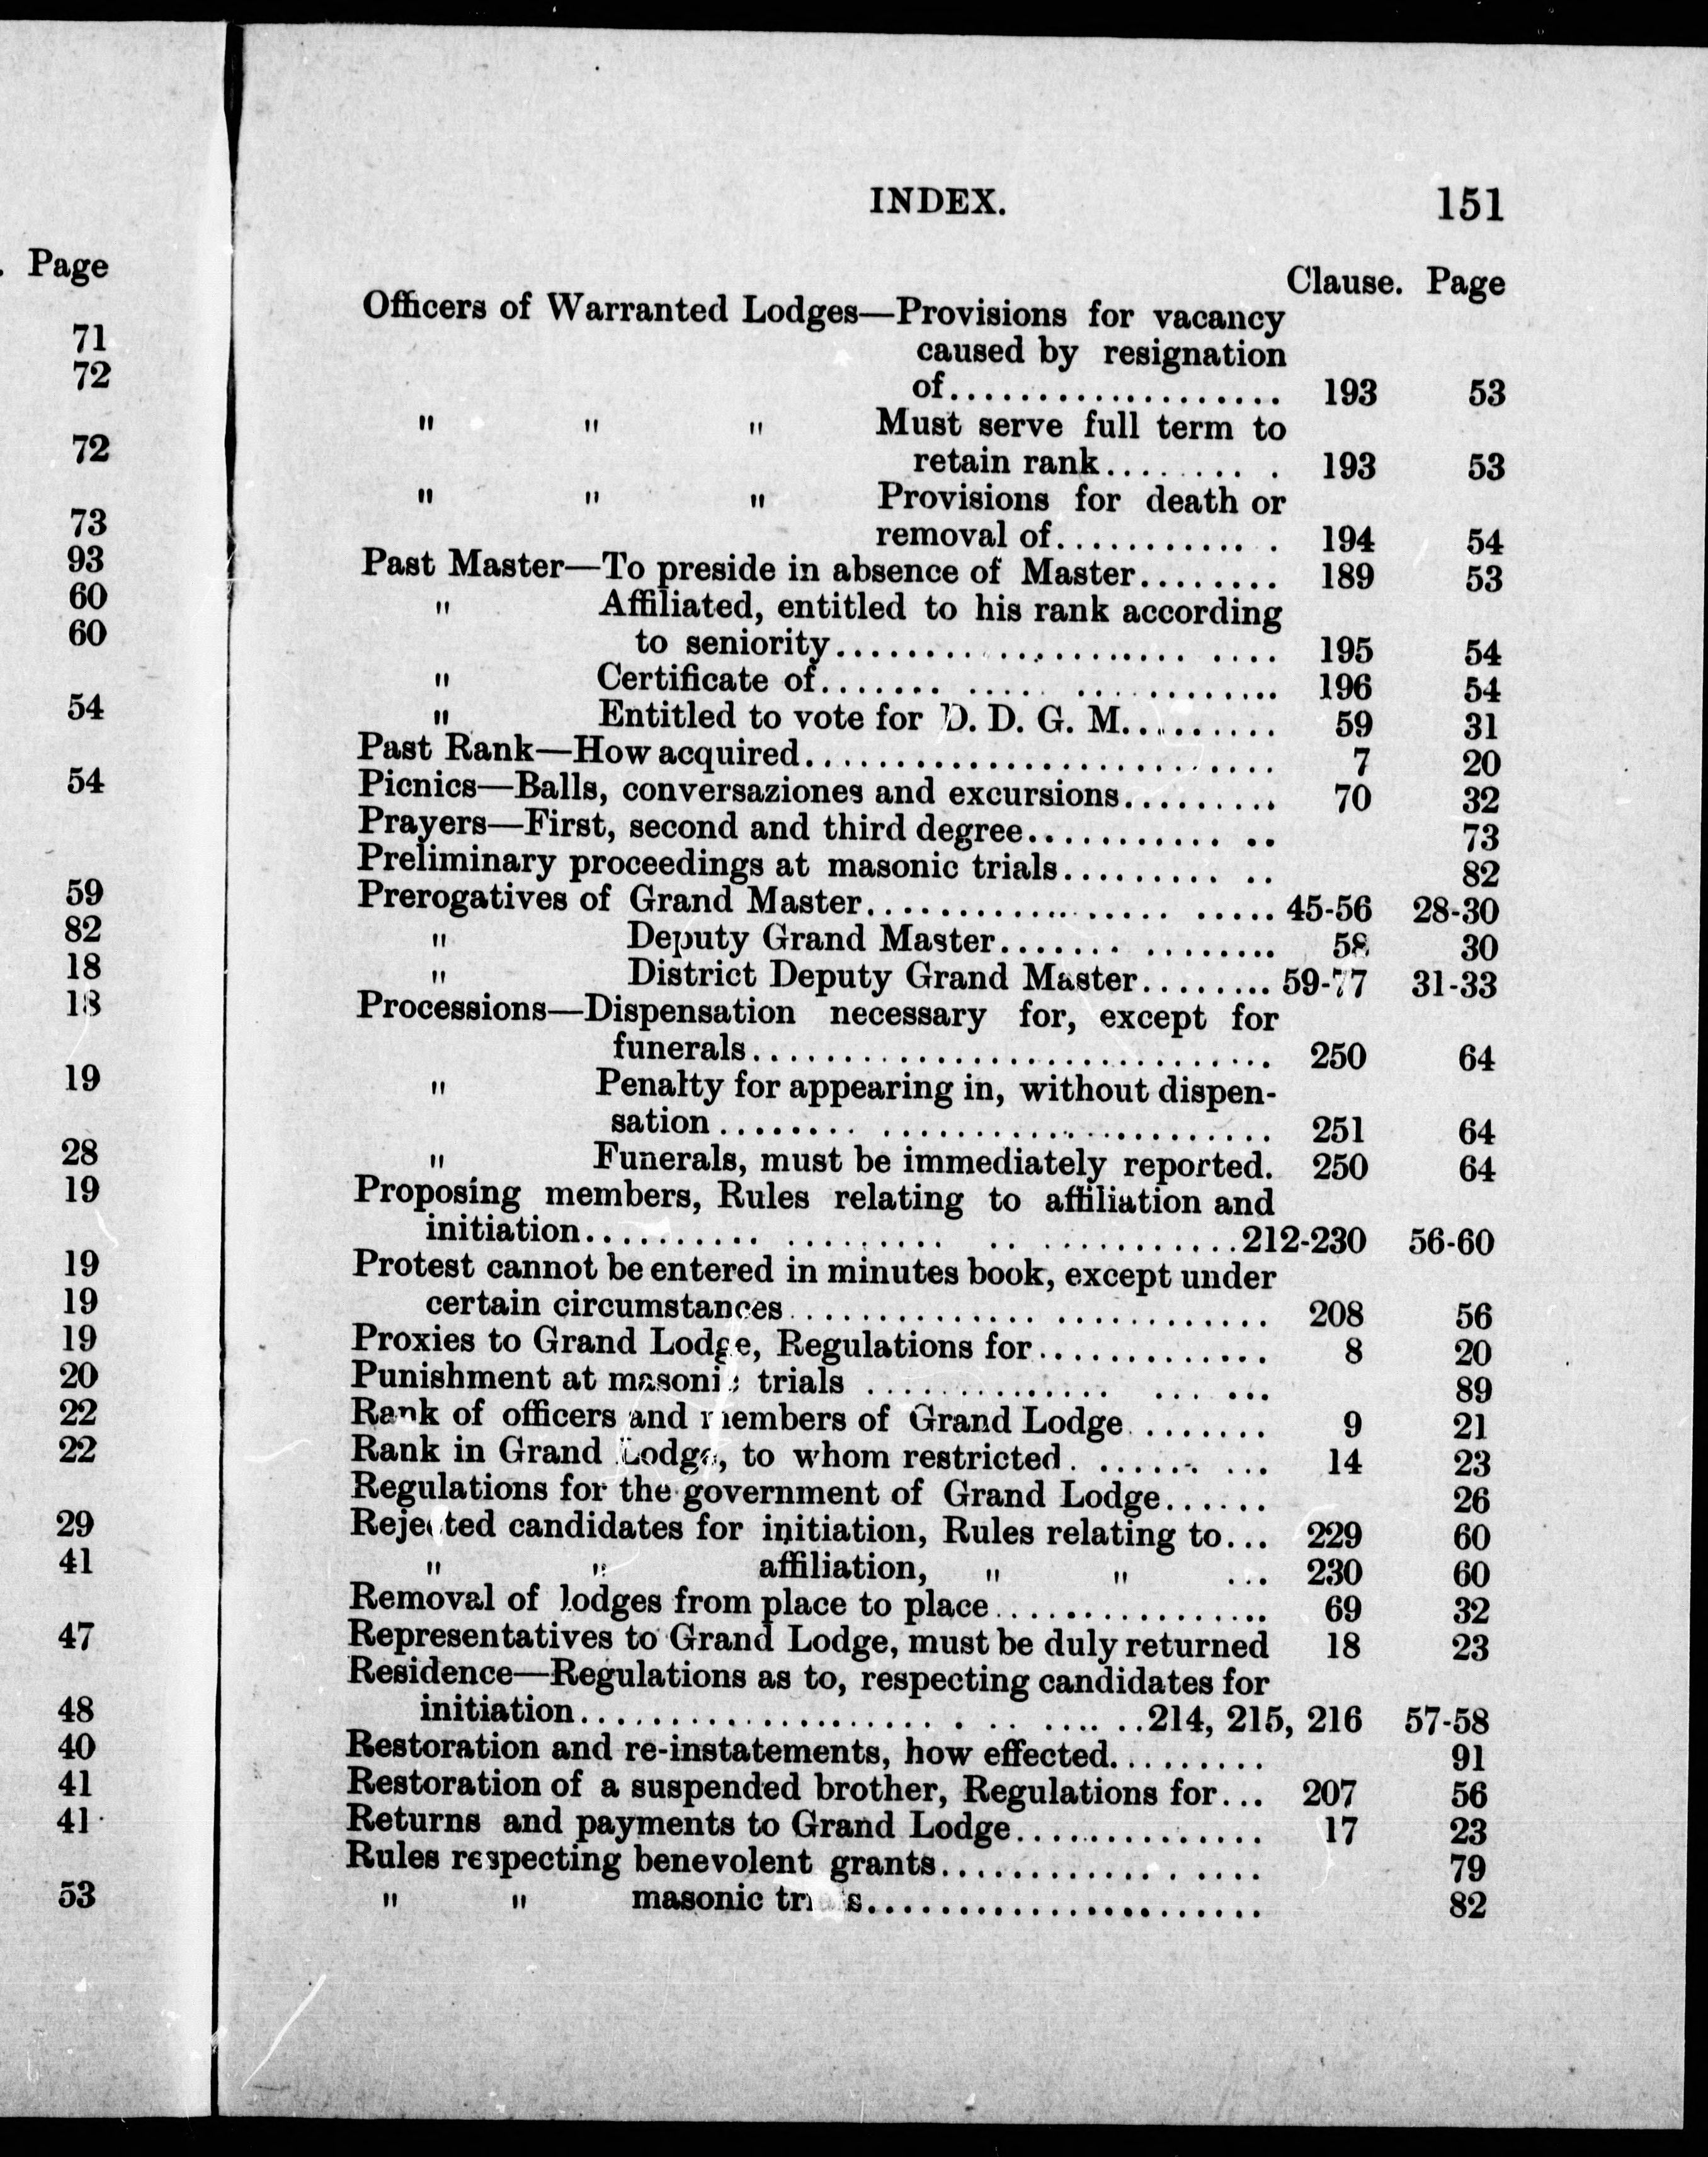 . Page
71
72
72
73
93
60
60
54
54
59
82
18
18
19
28
19
19
19
19
20
22
22
29
41
47
48
40
41
41
53
INDEX. 151
Clause. Page
Officers of Warranted Lodges—Provisions for vacancy
caused by resignation
of................... 193 53
" " " Must serve full term to
retain rank........ . 193 53
" " " Provisions for death or
removal of............ . 194 54
Past Master—To preside in absence of Master........ 189 53
" Affiliated, entitled to his rank according
to seniority.................... .... 195 54
" Certificate of....... ..... ............ 196 54
" Entitled to vote for D. D. G. M......... 59 31
Past Rank—How acquired.......................... 7 20
Picnics—Balls, conversaziones and excursions......... 70 32
Prayers—First, second and third degree........... .. 73
Preliminary proceedings at masonic trials......... .. 82
Prerogatives of Grand Master................. ..... 45-56 28-30
" Deputy Grand Master....... ........ 58 30
" District Deputy Grand Master........ 59-77 31-33
Processions—Dispensation necessary for, except for
funerals............................. 250 64
" Penalty for appearing in, without dispen-
sation ........ ...................... 251 64
" Funerals, must be immediately reported. 250 64
Proposing members, Rules relating to affiliation and
initiation.......... ......... .. ...........212-230 56-60
Protest cannot be entered in minutes book, except under
certain circumstances.............. ............ 208 56
Proxies to Grand Lodge, Regulations for............. 8 20
Punishment at masonic trials .............. ... ... 89
Rank of officers and members of Grand Lodge. ....... 9 21
Rank in Grand Lodge, to whom restricted. ...... ... 14 23
Regulations for the government of Grand Lodge...... 26
Rejected candidates for initiation, Rules relating to... 229 60
" " affiliation, " " ... 230 60
Removal of lodges from place to place................ 69 32
Representatives to Grand Lodge, must be duly returned 18 23
Residence—Regulations as to, respecting candidates for
initiation.................... . .. .... ..214, 215, 216 57-58
Restoration and re-instatements, how effected......... 91
Restoration of a suspended brother, Regulations for... 207 56
Returns and payments to Grand Lodge.............. 17 23
Rules respecting benevolent grants............. .... 79
" " masonic trials...................... 82